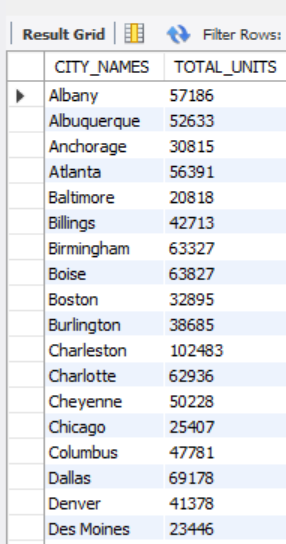 Result Grid Filter Rows:
CITY_NAMES TOTAL_UNITS
Albany 57186
Albuquerque 52633
Anchorage 30815
Atlanta 56391
Baltimore 20818
Billings 42713
Birmingham 63327
Boise 63827
Boston 32895
Burlington 38685
Charleston 102483
Charlotte 62936
Cheyenne 50228
Chicago 25407
Columbus 47781
Dallas 69178
Denver 41378
Des Moines 23446